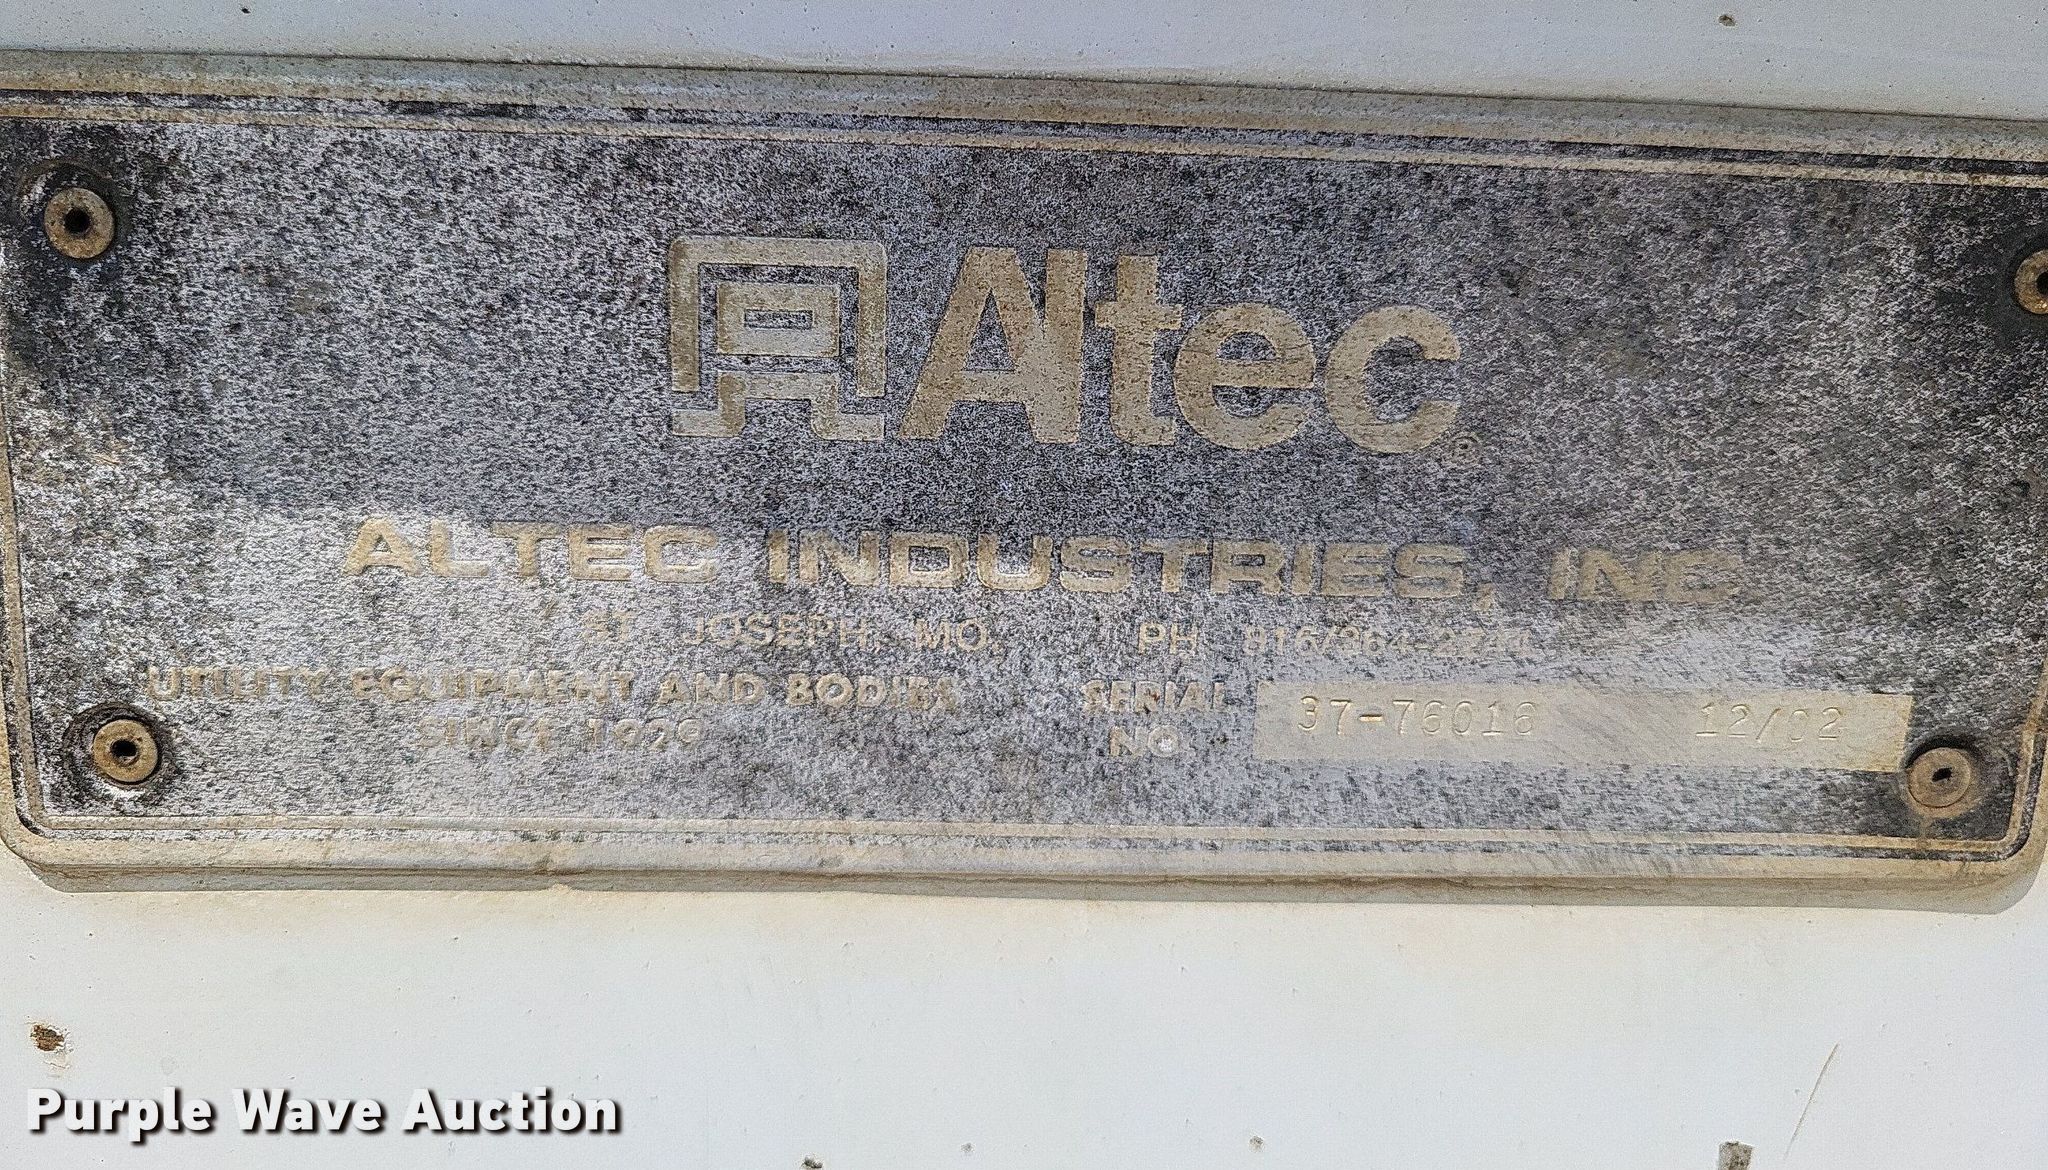 Altec®
ALTEC INDUSTRIES, INC
ST. JOSEPH, MO. PH. 816/364-2244
UTILITY EQUIPMENT AND BODIES SERIAL 37-76016 12/02
SINCE 1929 NO.
Purple Wave Auction